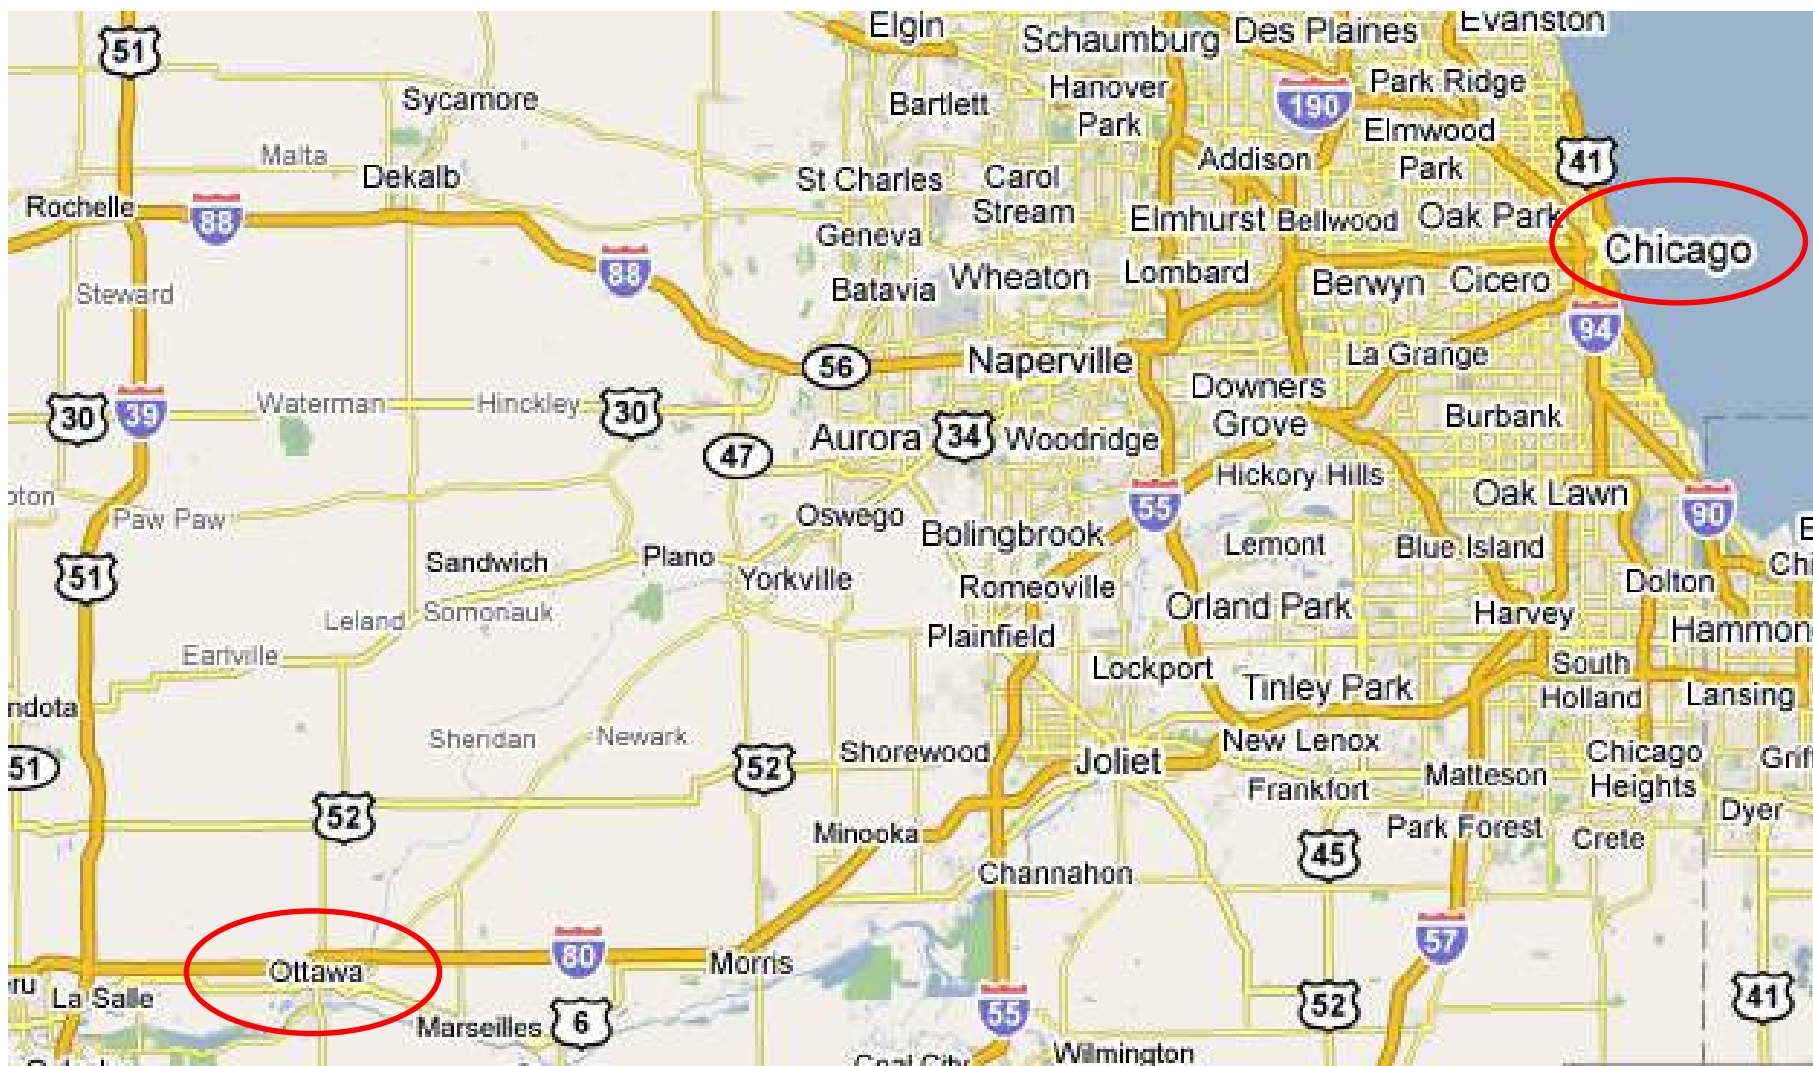 Elgin
Schaumburg
Des Plaines
Evanston
51
Sycamore
Bartlett
Hanover
Park
190
Park Ridge
Elmwood
Park
Malta
Dekalb
St Charles
Carol
Stream
Addison
41
Rochelle
88
Geneva
Elmhurst
Bellwood
Oak Park
Chicago
Steward
88
Batavia
Wheaton
Lombard
Berwyn
Cicero
94
56
Naperville
La Grange
30
39
Waterman
Hinckley
30
Downers
Grove
Burbank
47
Aurora
34
Woodridge
Hickory Hills
Oak Lawn
Paw Paw
Oswego
55
90
Bolingbrook
Lemont
Blue Island
51
Sandwich
Plano
Yorkville
Romeoville
Orland Park
Harvey
Dolton
Leland
Somonauk
Plainfield
Hammon
Earlville
Lockport
Tinley Park
South
Holland
Lansing
ndota
Sheridan
Newark
Shorewood
Joliet
New Lenox
51
52
Frankfort
Matteson
Chicago
Heights
Griff
52
Minooka
Park Forest
Crete
Dyer
Channahon
45
Ottawa
80
Morris
57
La Salle
Marseilles
6
55
52
41
Coal City
Wilmington